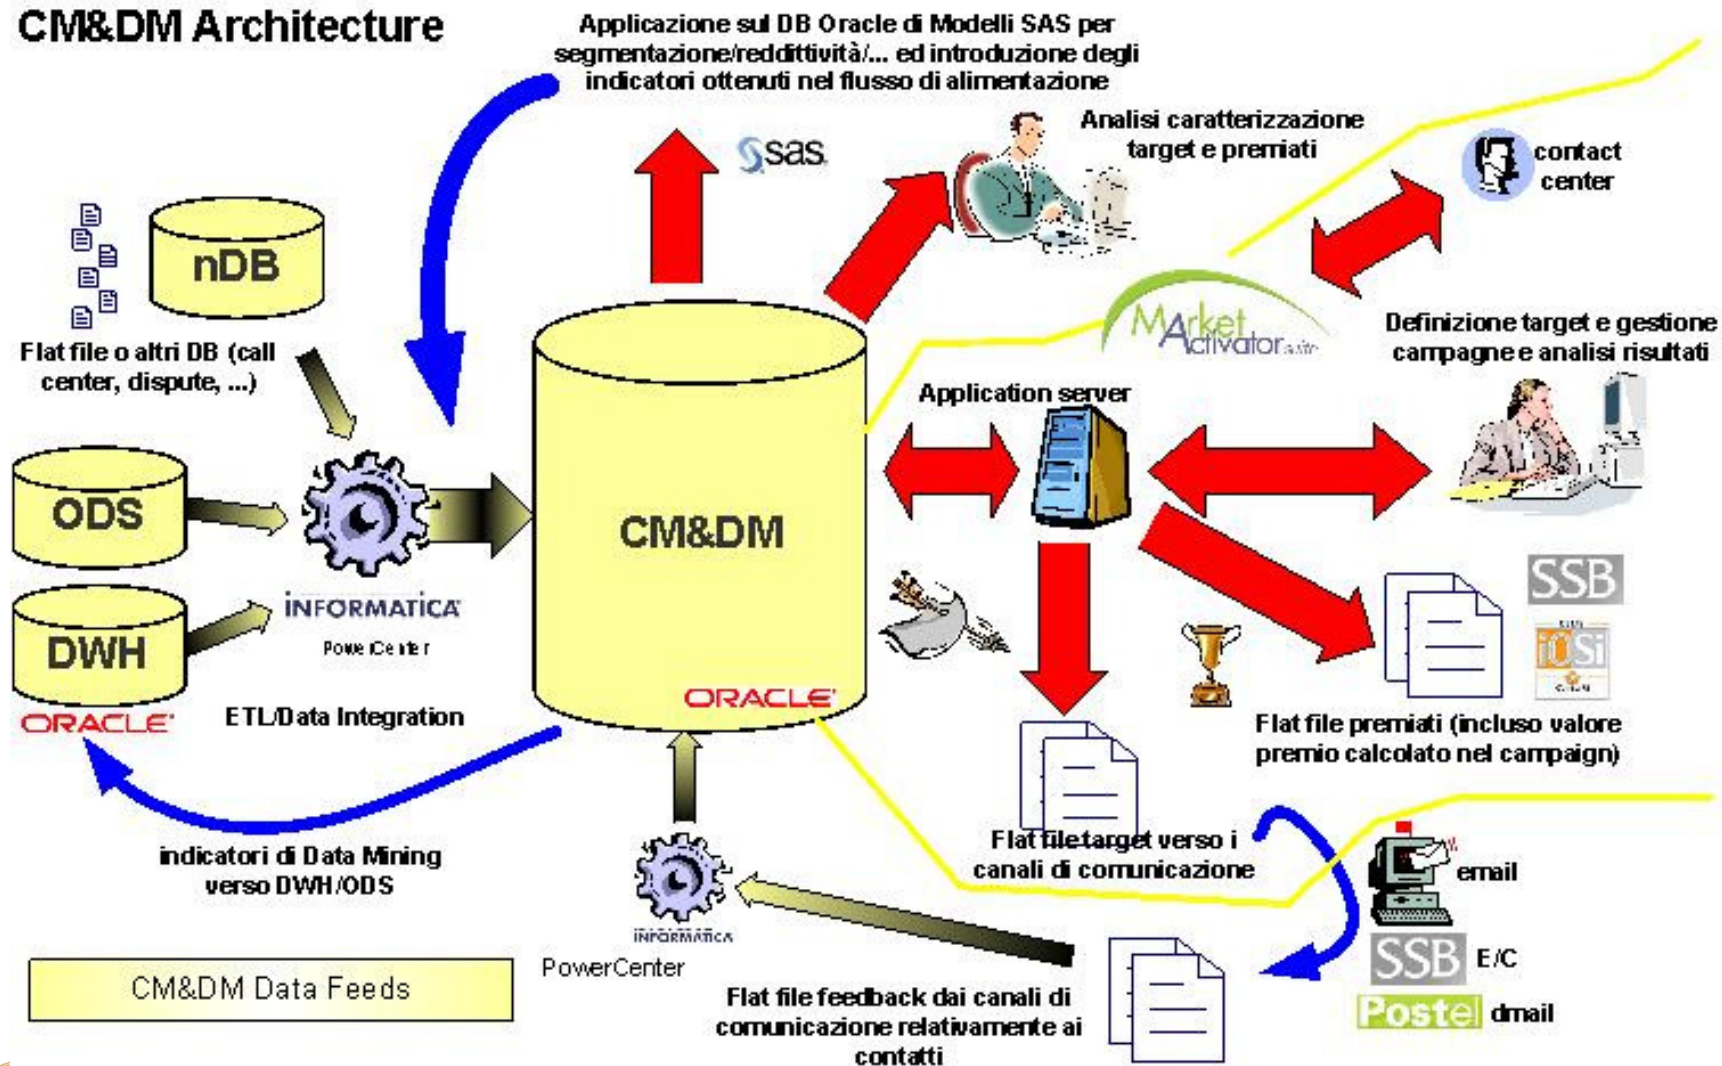 CM&DM Architecture
Applicazione sul DB Oracle di Modelli SAS per
segmentazione/reddittività/... ed introduzione degli
indicatori ottenuti nel flusso di alimentazione
sas
Analisi caratterizzazione
target e premiati
contact
center
nDB
Flat file o altri DB (call
center, dispute, ...)
Market
Activator suite
Definizione target e gestione
campagne e analisi risultati
Application server
ODS
CM&DM
DWH
INFORMATICA
PowerCenter
ORACLE
ETL/Data Integration
ORACLE
SSB
iOSi
Flat file premiati (incluso valore
premio calcolato nel campaign)
Flat file target verso i
canali di comunicazione
indicatori di Data Mining
verso DWH/ODS
email
INFORMATICA
PowerCenter
SSB E/C
Postel dmail
CM&DM Data Feeds
Flat file feedback dai canali di
comunicazione relativamente ai
contatti